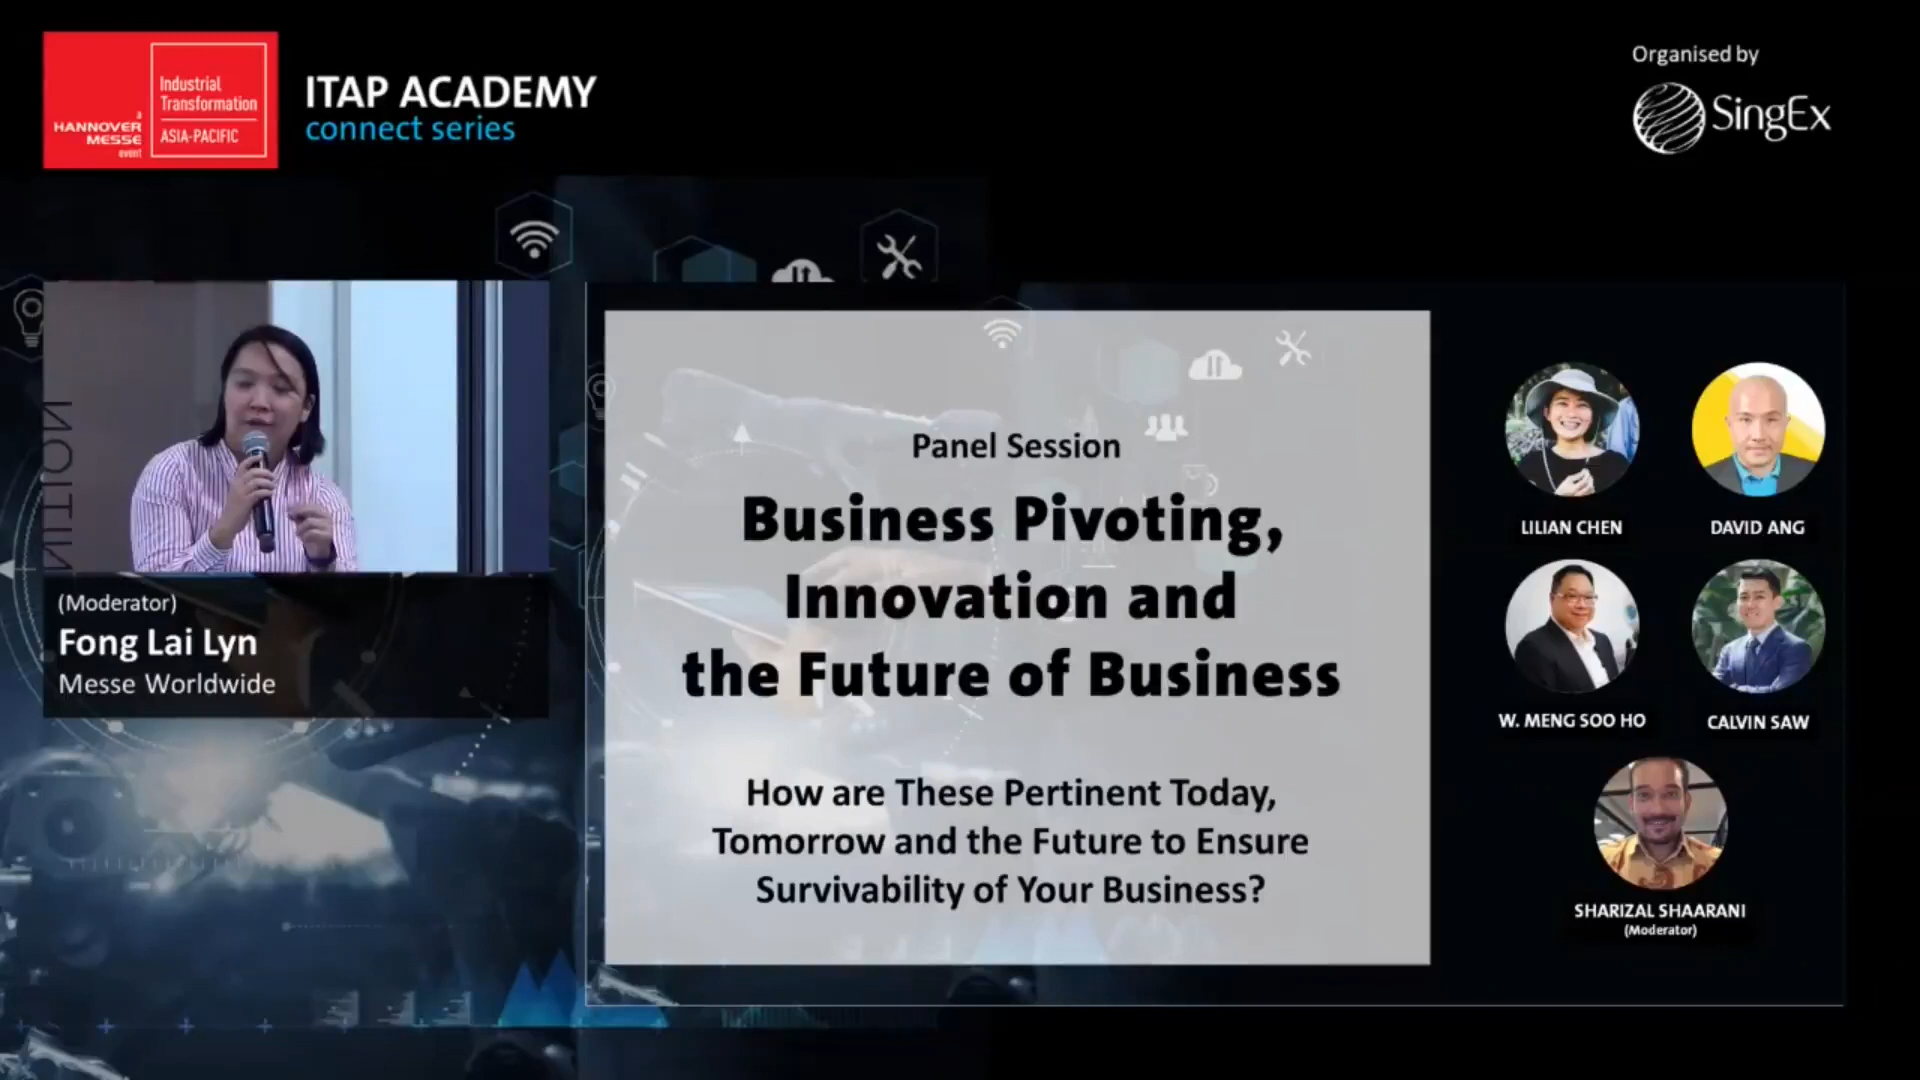 a
HANNOVER
MESSE
event
Industrial
Transformation
ASIA-PACIFIC
ITAP ACADEMY
connect series
Organised by
SingEx
(Moderator)
Fong Lai Lyn
Messe Worldwide
Panel Session
Business Pivoting,
Innovation and
the Future of Business
How are These Pertinent Today,
Tomorrow and the Future to Ensure
Survivability of Your Business?
LILIAN CHEN
DAVID ANG
W. MENG SOO HO
CALVIN SAW
SHARIZAL SHAARANI
(Moderator)